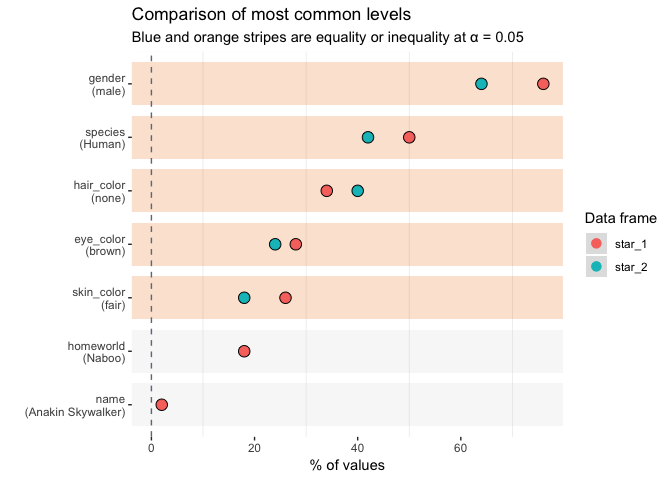 Comparison of most common levels
Blue and orange stripes are equality or inequality at α = 0.05
gender
(male)
species
(Human)
hair_color
(none)
eye_color
(brown)
skin_color
(fair)
homeworld
(Naboo)
name
(Anakin Skywalker)
0
20
40
60
% of values
Data frame
star_1
star_2